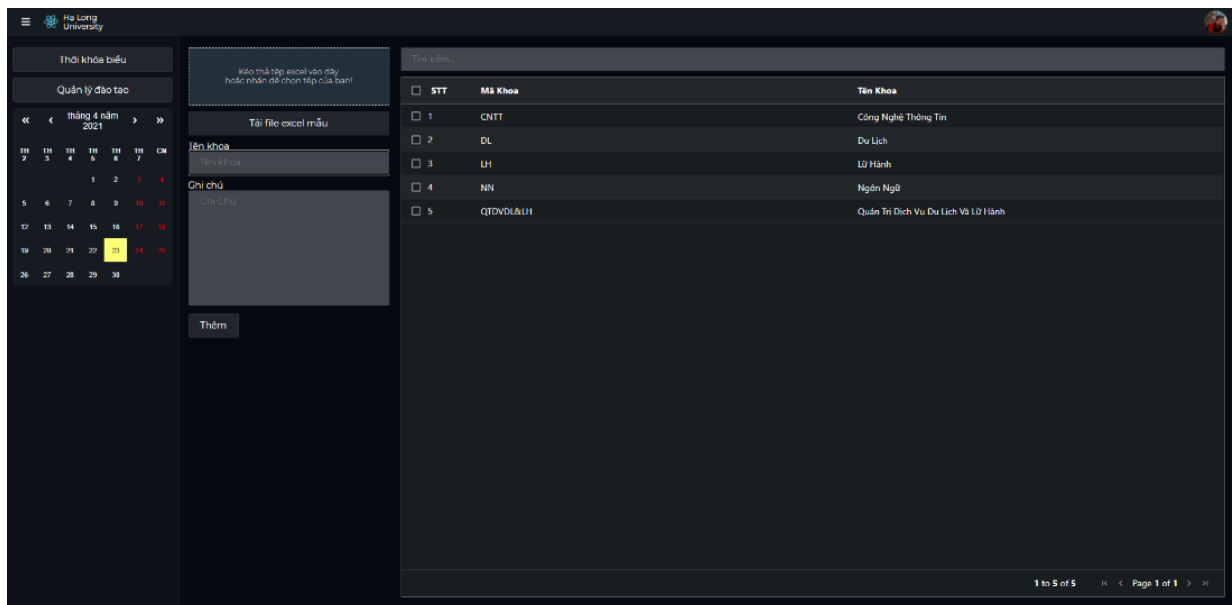 Hạ Long
University
Thời khóa biểu
Quản lý đào tạo
« ‹ tháng 4 năm 2021 › »
TH 2 TH 3 TH 4 TH 5 TH 6 TH 7 CN
1 2 3 4
5 6 7 8 9 10 11
12 13 14 15 16 17 18
19 20 21 22 23 24 25
26 27 28 29 30
Kéo thả tệp excel vào đây
hoặc nhấn để chọn tệp của bạn!
Tải file excel mẫu
Tên khoa
Tên khoa
Ghi chú
Ghi Chú
Thêm
Tìm kiếm...
STT Mã Khoa Tên Khoa
1 CNTT Công Nghệ Thông Tin
2 DL Du Lịch
3 LH Lữ Hành
4 NN Ngôn Ngữ
5 QTDVDL&LH Quản Trị Dịch Vụ Du Lịch Và Lữ Hành
1 to 5 of 5 Page 1 of 1